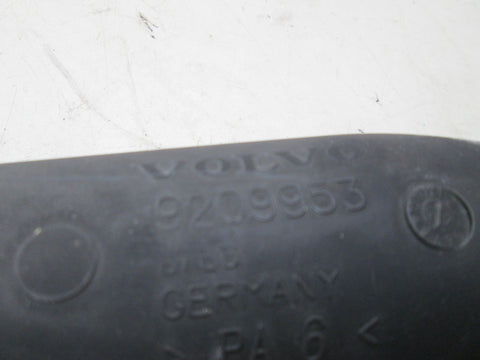 VOLVO
9209953
GERMANY
> PA 6 <